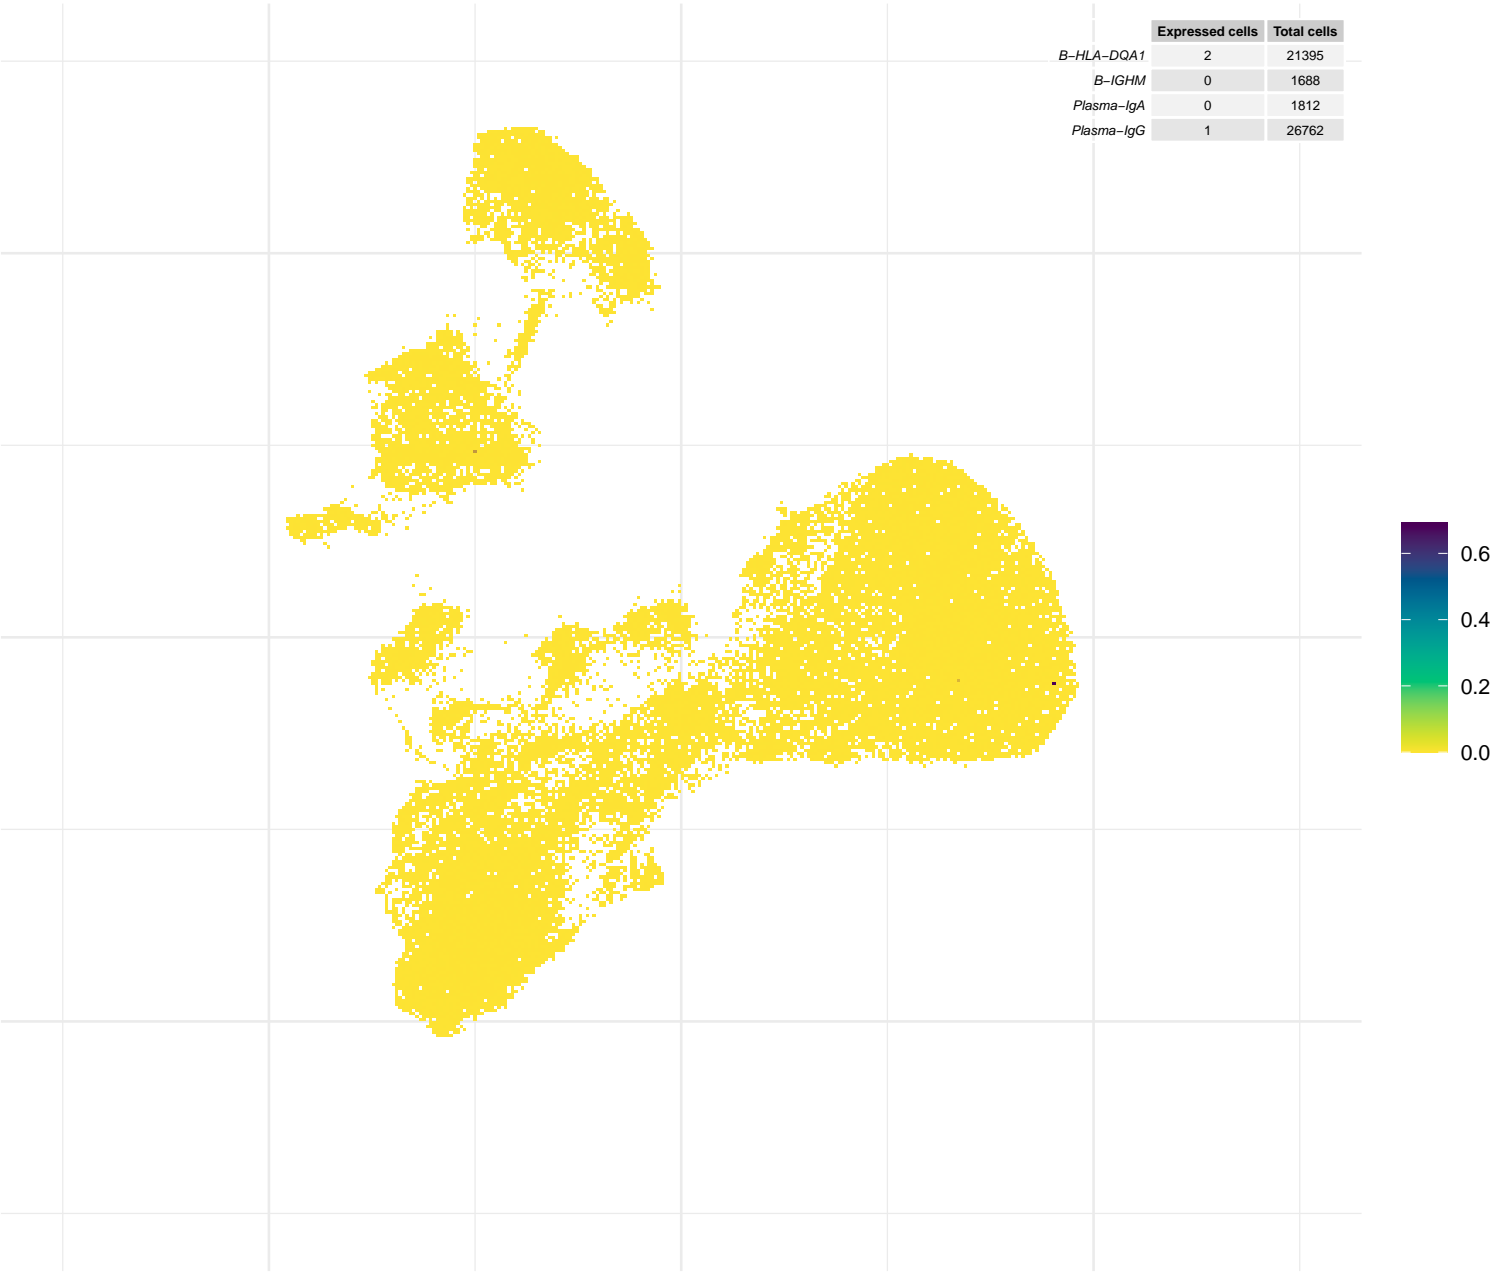 Expressed cells Total cells
B−HLA−DQA1 2 21395
B−IGHM 0 1688
Plasma−IgA 0 1812
Plasma−IgG 1 26762
0.6
0.4
0.2
0.0